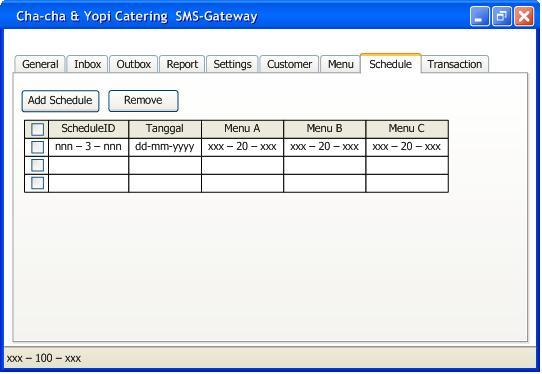 Cha-cha & Yopi Catering SMS-Gateway
General Inbox Outbox Report Settings Customer Menu Schedule Transaction
Add Schedule Remove
ScheduleID Tanggal Menu A Menu B Menu C
nnn – 3 – nnn dd-mm-yyyy xxx – 20 – xxx xxx – 20 – xxx xxx – 20 – xxx
xxx – 100 – xxx